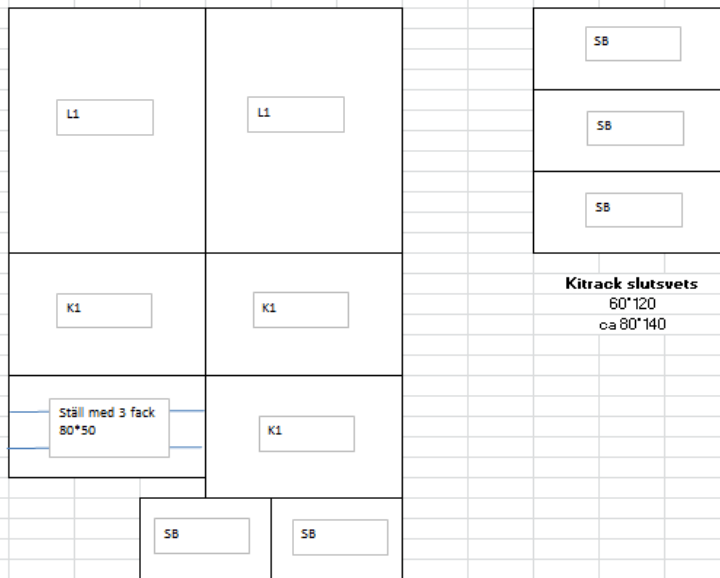 L1
L1
SB
SB
SB
K1
K1
Kitrack slutsvets
60*120
ca 80*140
Ställ med 3 fack
80*50
K1
SB
SB